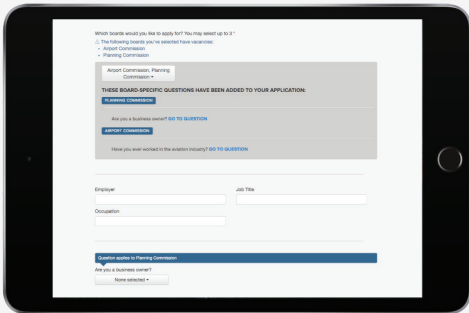 Which boards would you like to apply for? You may select up to 3 *
⚠ The following boards you've selected have vacancies:
• Airport Commission
• Planning Commission
Airport Commission, Planning
Commission
THESE BOARD-SPECIFIC QUESTIONS HAVE BEEN ADDED TO YOUR APPLICATION:
PLANNING COMMISSION
Are you a business owner? GO TO QUESTION
AIRPORT COMMISSION
Have you ever worked in the aviation industry? GO TO QUESTION
Employer Job Title
Occupation
Question applies to Planning Commission
Are you a business owner?
None selected